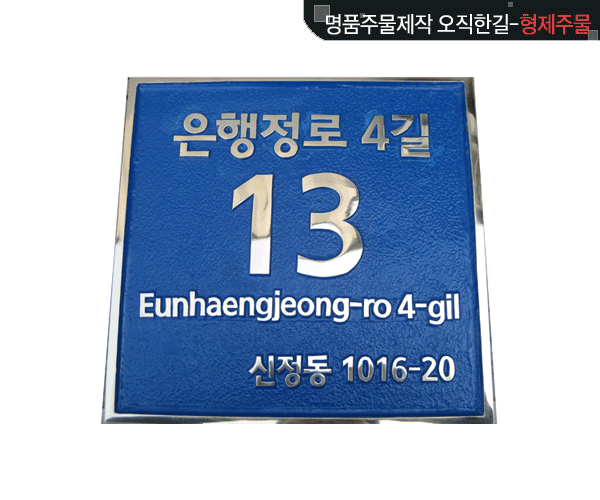 명품주물제작 오직한길-형제주물
은행정로 4길
13
Eunhaengjeong-ro 4-gil
신정동 1016-20